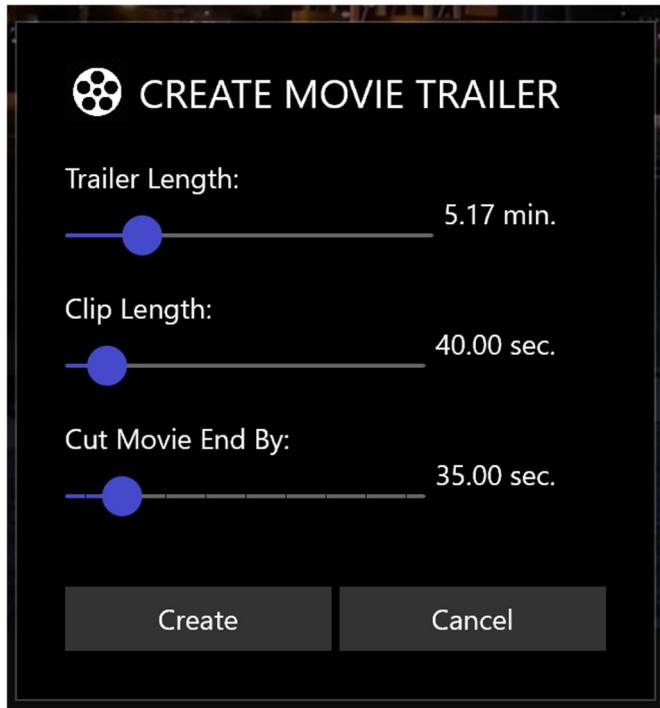 CREATE MOVIE TRAILER
Trailer Length:
5.17 min.
Clip Length:
40.00 sec.
Cut Movie End By:
35.00 sec.
Create
Cancel